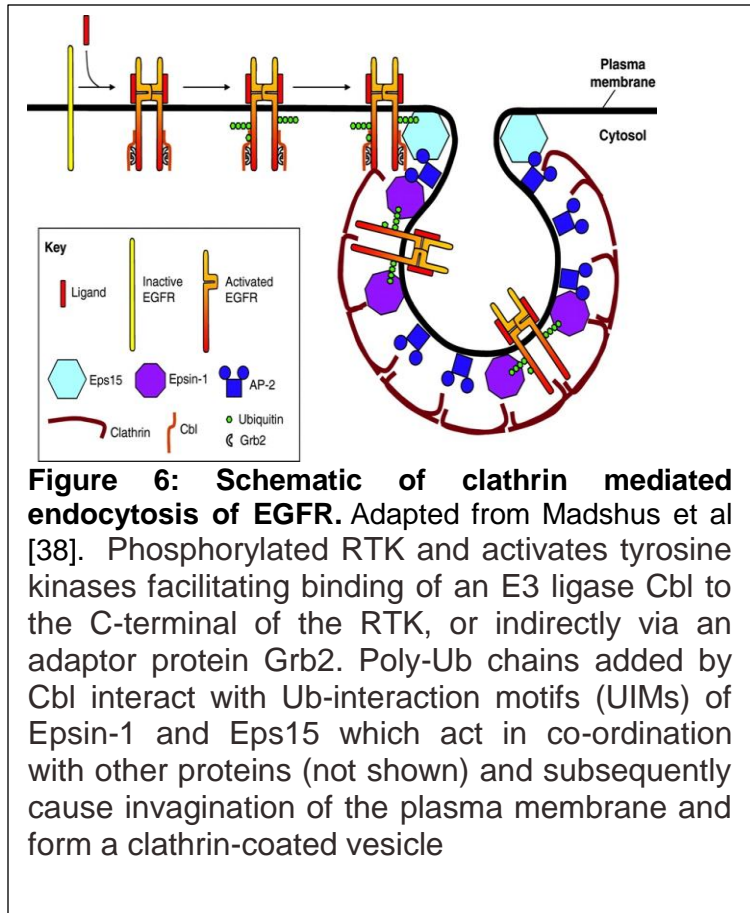 Plasma
membrane
Cytosol
Key
Ligand
Inactive
EGFR
Activated
EGFR
Eps15
Epsin-1
AP-2
Clathrin
Cbl
Ubiquitin
Grb2
Figure 6: Schematic of clathrin mediated
endocytosis of EGFR. Adapted from Madshus et al
[38]. Phosphorylated RTK and activates tyrosine
kinases facilitating binding of an E3 ligase Cbl to
the C-terminal of the RTK, or indirectly via an
adaptor protein Grb2. Poly-Ub chains added by
Cbl interact with Ub-interaction motifs (UIMs) of
Epsin-1 and Eps15 which act in co-ordination
with other proteins (not shown) and subsequently
cause invagination of the plasma membrane and
form a clathrin-coated vesicle